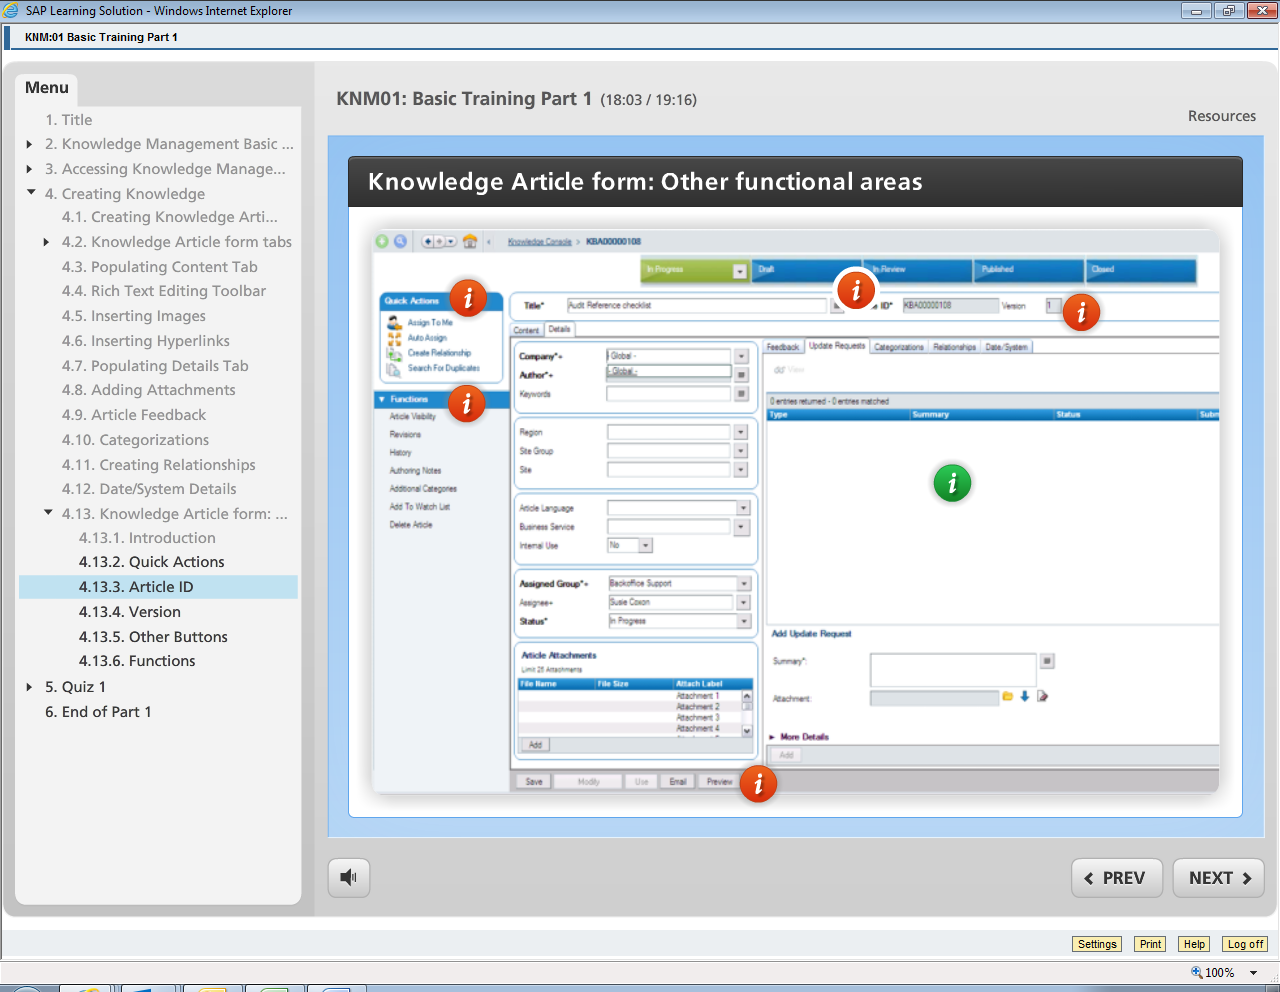 SAP Learning Solution - Windows Internet Explorer
KNM:01 Basic Training Part 1
Menu
1. Title
2. Knowledge Management Basic ...
3. Accessing Knowledge Manage...
4. Creating Knowledge
4.1. Creating Knowledge Arti...
4.2. Knowledge Article form tabs
4.3. Populating Content Tab
4.4. Rich Text Editing Toolbar
4.5. Inserting Images
4.6. Inserting Hyperlinks
4.7. Populating Details Tab
4.8. Adding Attachments
4.9. Article Feedback
4.10. Categorizations
4.11. Creating Relationships
4.12. Date/System Details
4.13. Knowledge Article form: ...
4.13.1. Introduction
4.13.2. Quick Actions
4.13.3. Article ID
4.13.4. Version
4.13.5. Other Buttons
4.13.6. Functions
5. Quiz 1
6. End of Part 1
KNM01: Basic Training Part 1 (18:03 / 19:16)
Resources
Knowledge Article form: Other functional areas
Knowledge Console > KBA00000108
In Progress Draft In Review Published Closed
Quick Actions
Assign To Me
Auto Assign
Create Relationship
Search For Duplicates
Functions
Article Visibility
Revisions
History
Authoring Notes
Additional Categories
Add To Watch List
Delete Article
Title* Audit Reference checklist ID* KBA00000108 Version 1
Content Details
Company*+ - Global -
- Global -
Author*+
Keywords
Region
Site Group
Site
Article Language
Business Service
Internal Use No
Assigned Group*+ Backoffice Support
Assignee+ Susie Coxon
Status* In Progress
Article Attachments
Limit 25 Attachments
File Name File Size Attach Label
Attachment 1
Attachment 2
Attachment 3
Attachment 4
Add
Feedback Update Requests Categorizations Relationships Date/System
View
0 entries returned - 0 entries matched
Type Summary Status Subm
Add Update Request
Summary*:
Attachment:
More Details
Add
Save Modify Use Email Preview
PREV
NEXT
Settings Print Help Log off
100%